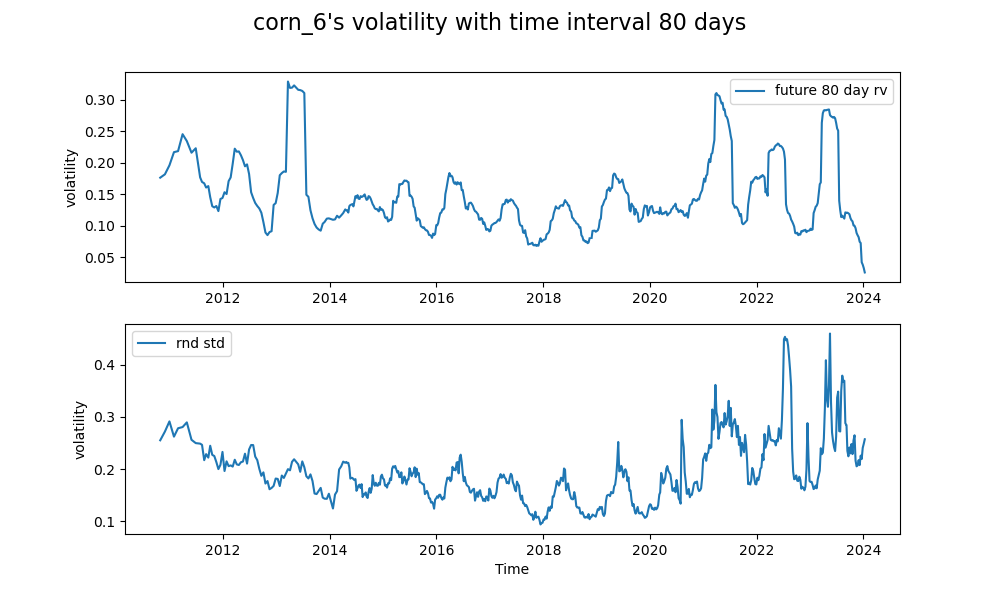 corn_6's volatility with time interval 80 days
volatility
0.30
0.25
0.20
0.15
0.10
0.05
future 80 day rv
2012 2014 2016 2018 2020 2022 2024
volatility
0.4
0.3
0.2
0.1
rnd std
2012 2014 2016 2018 2020 2022 2024
Time